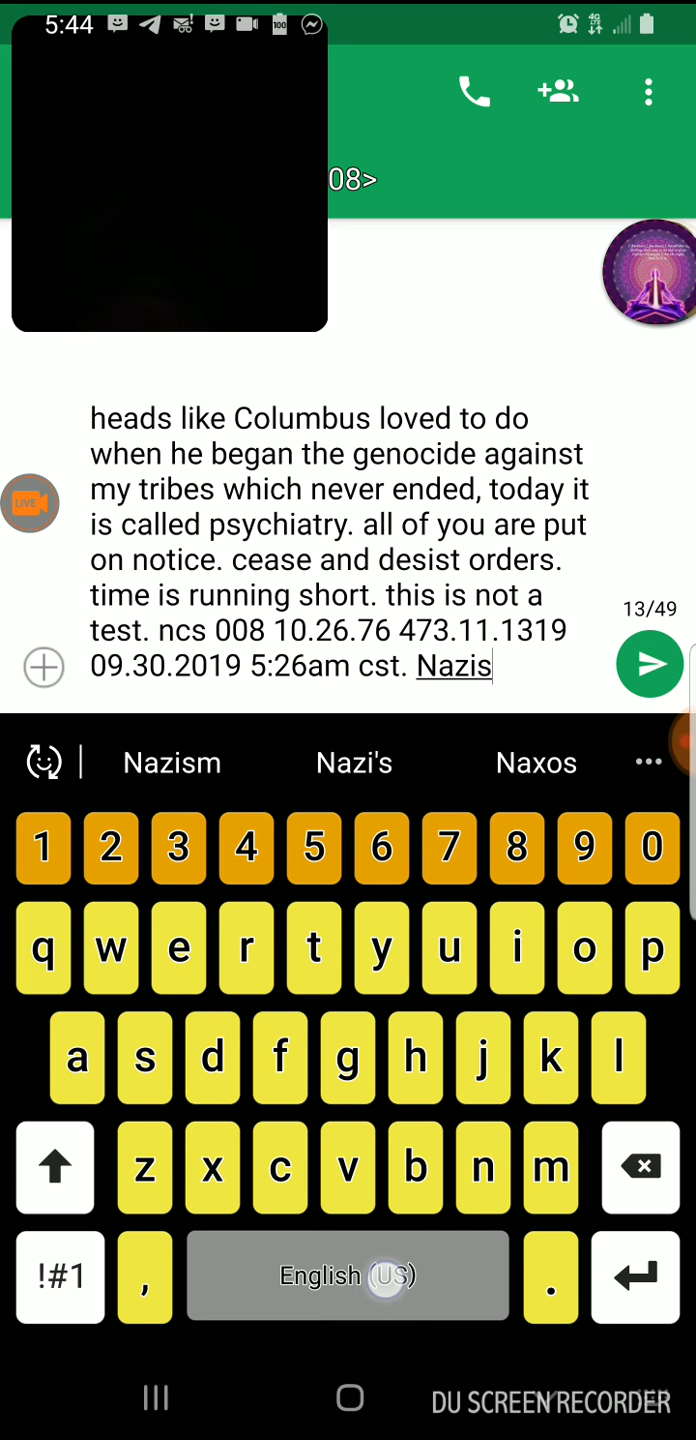 5:44
100
4G
LTE
08>
heads like Columbus loved to do
when he began the genocide against
my tribes which never ended, today it
is called psychiatry. all of you are put
on notice. cease and desist orders.
time is running short. this is not a
test. ncs 008 10.26.76 473.11.1319
09.30.2019 5:26am cst. Nazis
LIVE
13/49
Nazism Nazi's Naxos
1 2 3 4 5 6 7 8 9 0
q w e r t y u i o p
a s d f g h j k l
z x c v b n m
!#1 , English (US) .
DU SCREEN RECORDER